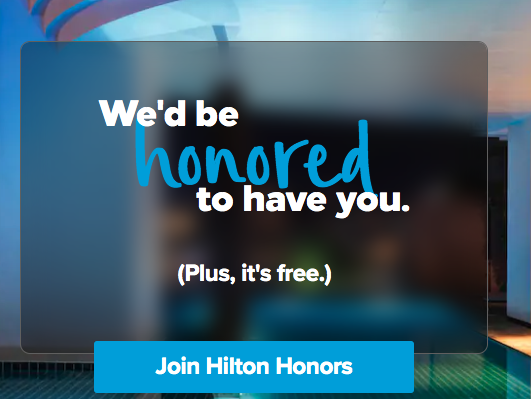 We'd be
honored
to have you.
(Plus, it's free.)
Join Hilton Honors